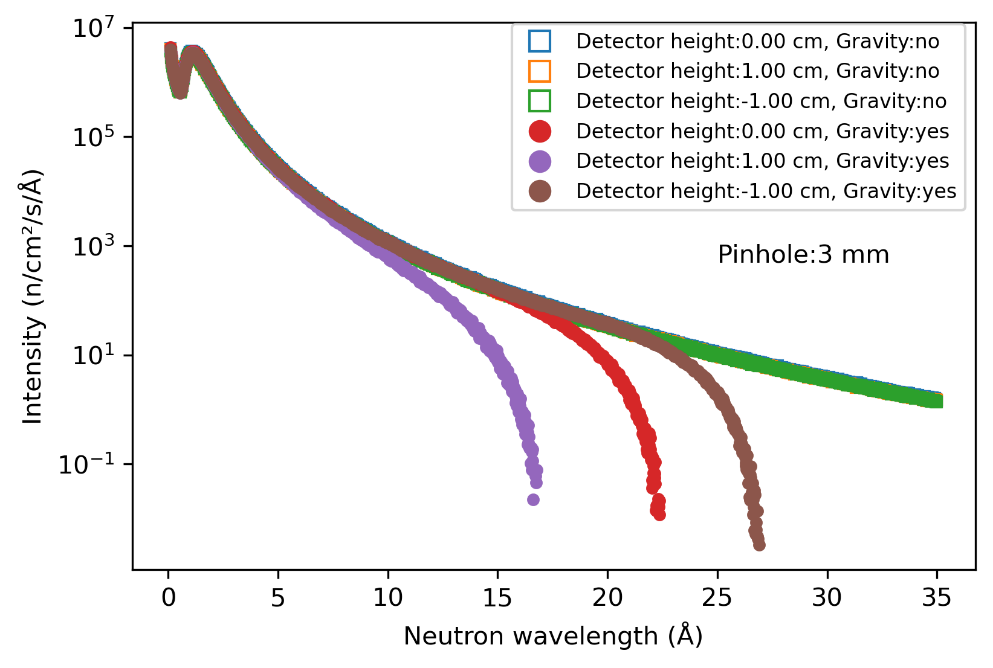 10⁷
10⁵
10³
10¹
10⁻¹
Intensity (n/cm²/s/Å)
Detector height:0.00 cm, Gravity:no
Detector height:1.00 cm, Gravity:no
Detector height:-1.00 cm, Gravity:no
Detector height:0.00 cm, Gravity:yes
Detector height:1.00 cm, Gravity:yes
Detector height:-1.00 cm, Gravity:yes
Pinhole:3 mm
0 5 10 15 20 25 30 35
Neutron wavelength (Å)